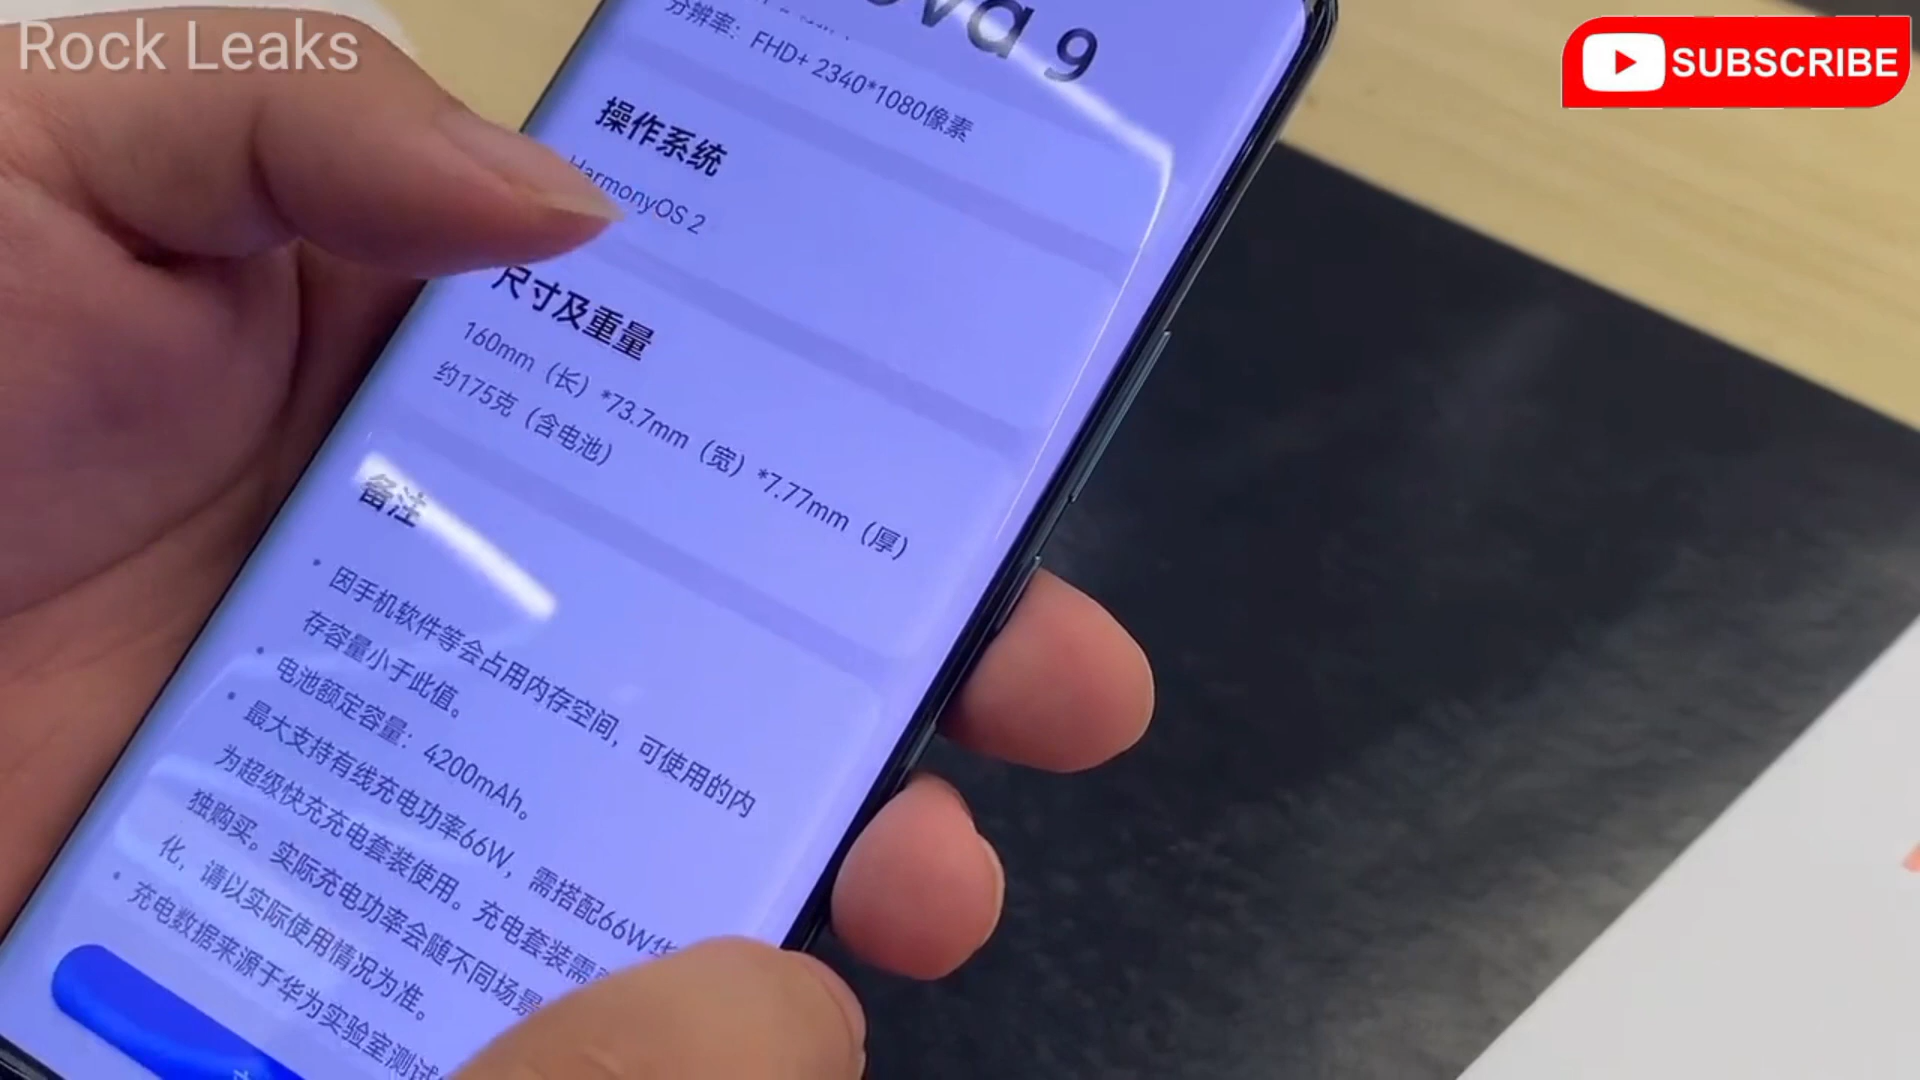 Rock Leaks
SUBSCRIBE
ova 9
分辨率：FHD+ 2340*1080像素
操作系统
HarmonyOS 2
尺寸及重量
160mm（长）*73.7mm（宽）*7.77mm（厚）
约175克（含电池）
备注
• 因手机软件等会占用内存空间，可使用的内
存容量小于此值。
• 电池额定容量：4200mAh。
• 最大支持有线充电功率66W，需搭配66W华
为超级快充充电套装使用。充电套装需
独购买。实际充电功率会随不同场景
化，请以实际使用情况为准。
• 充电数据来源于华为实验室测试